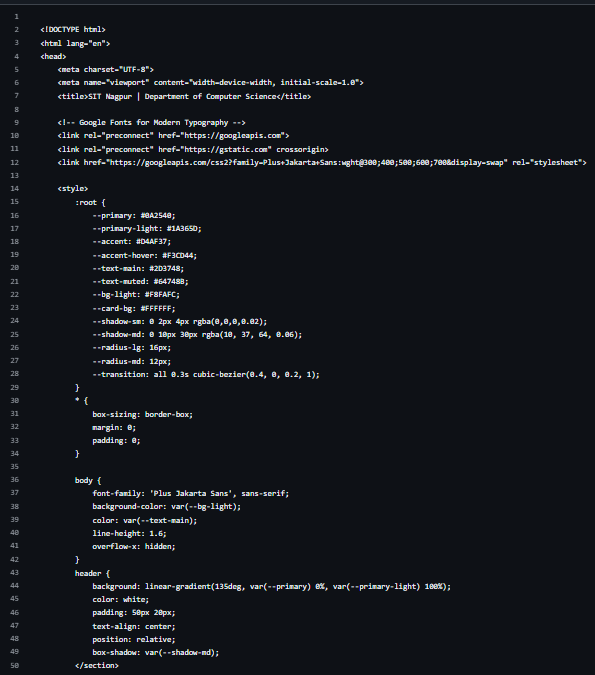 1
2 <!DOCTYPE html>
3 <html lang="en">
4 <head>
5 <meta charset="UTF-8">
6 <meta name="viewport" content="width=device-width, initial-scale=1.0">
7 <title>SIT Nagpur | Department of Computer Science</title>
8
9 <!-- Google Fonts for Modern Typography -->
10 <link rel="preconnect" href="https://googleapis.com">
11 <link rel="preconnect" href="https://gstatic.com" crossorigin>
12 <link href="https://googleapis.com/css2?family=Plus+Jakarta+Sans:wght@300;400;500;600;700&display=swap" rel="stylesheet">
13
14 <style>
15 :root {
16 --primary: #0A2540;
17 --primary-light: #1A365D;
18 --accent: #D4AF37;
19 --accent-hover: #F3CD44;
20 --text-main: #2D3748;
21 --text-muted: #64748B;
22 --bg-light: #F8FAFC;
23 --card-bg: #FFFFFF;
24 --shadow-sm: 0 2px 4px rgba(0,0,0,0.02);
25 --shadow-md: 0 10px 30px rgba(10, 37, 64, 0.06);
26 --radius-lg: 16px;
27 --radius-md: 12px;
28 --transition: all 0.3s cubic-bezier(0.4, 0, 0.2, 1);
29 }
30 * {
31 box-sizing: border-box;
32 margin: 0;
33 padding: 0;
34 }
35
36 body {
37 font-family: 'Plus Jakarta Sans', sans-serif;
38 background-color: var(--bg-light);
39 color: var(--text-main);
40 line-height: 1.6;
41 overflow-x: hidden;
42 }
43 header {
44 background: linear-gradient(135deg, var(--primary) 0%, var(--primary-light) 100%);
45 color: white;
46 padding: 50px 20px;
47 text-align: center;
48 position: relative;
49 box-shadow: var(--shadow-md);
50 </section>